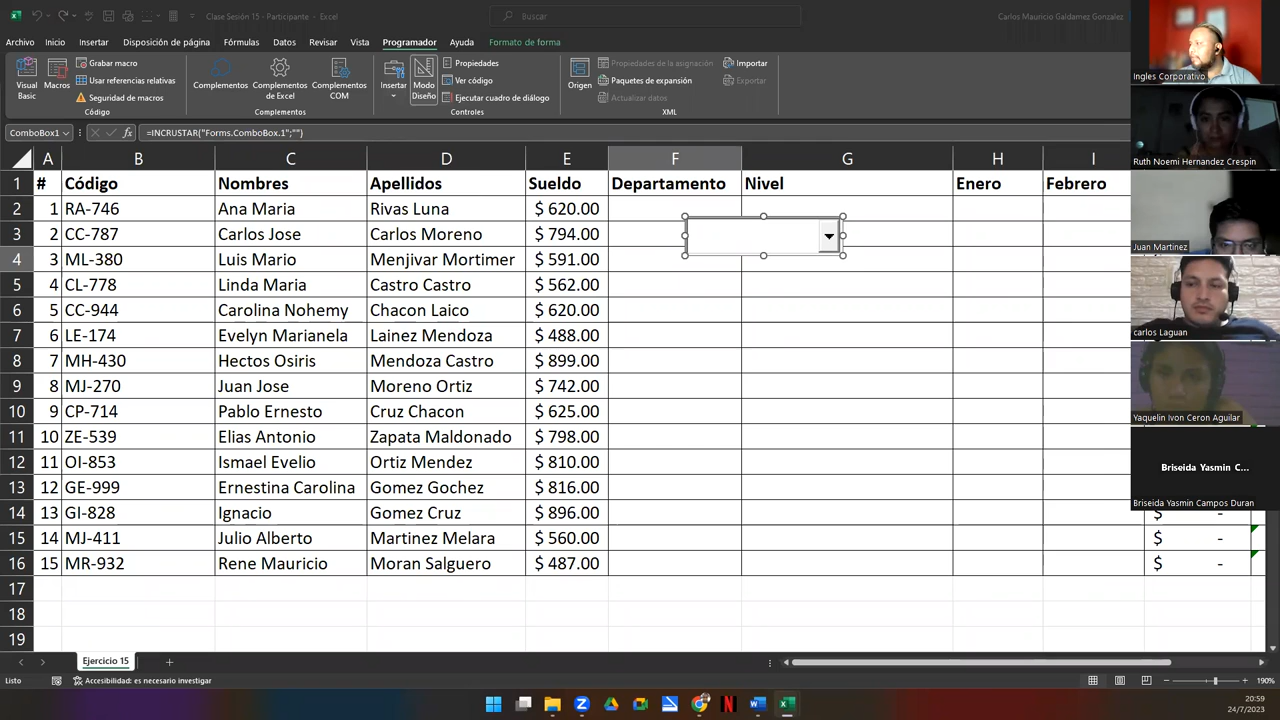 Clase Sesión 15 - Participante - Excel
Buscar
Carlos Mauricio Galdamez Gonzalez
Archivo Inicio Insertar Disposición de página Fórmulas Datos Revisar Vista Programador Ayuda Formato de forma
Visual Basic
Macros
Grabar macro
Usar referencias relativas
Seguridad de macros
Código
Complementos
Complementos de Excel
Complementos COM
Complementos
Insertar
Modo Diseño
Propiedades
Ver código
Ejecutar cuadro de diálogo
Controles
Origen
Propiedades de la asignación
Paquetes de expansión
Actualizar datos
Importar
Exportar
XML
ComboBox1 fx =INCRUSTAR("Forms.ComboBox.1";"")
A B C D E F G H I
1 # Código Nombres Apellidos Sueldo Departamento Nivel Enero Febrero
2 1 RA-746 Ana Maria Rivas Luna $ 620.00
3 2 CC-787 Carlos Jose Carlos Moreno $ 794.00
4 3 ML-380 Luis Mario Menjivar Mortimer $ 591.00
5 4 CL-778 Linda Maria Castro Castro $ 562.00
6 5 CC-944 Carolina Nohemy Chacon Laico $ 620.00
7 6 LE-174 Evelyn Marianela Lainez Mendoza $ 488.00
8 7 MH-430 Hectos Osiris Mendoza Castro $ 899.00
9 8 MJ-270 Juan Jose Moreno Ortiz $ 742.00
10 9 CP-714 Pablo Ernesto Cruz Chacon $ 625.00
11 10 ZE-539 Elias Antonio Zapata Maldonado $ 798.00
12 11 OI-853 Ismael Evelio Ortiz Mendez $ 810.00
13 12 GE-999 Ernestina Carolina Gomez Gochez $ 816.00
14 13 GI-828 Ignacio Gomez Cruz $ 896.00 $ -
15 14 MJ-411 Julio Alberto Martinez Melara $ 560.00 $ -
16 15 MR-932 Rene Mauricio Moran Salguero $ 487.00 $ -
17
18
19
Ejercicio 15
Listo
Accesibilidad: es necesario investigar
190%
20:59
24/7/2023
Ingles Corporativo
Ruth Noemi Hernandez Crespin
Juan Martinez
carlos Laguan
Yaquelin Ivon Ceron Aguilar
Briseida Yasmin C...
Briseida Yasmin Campos Duran